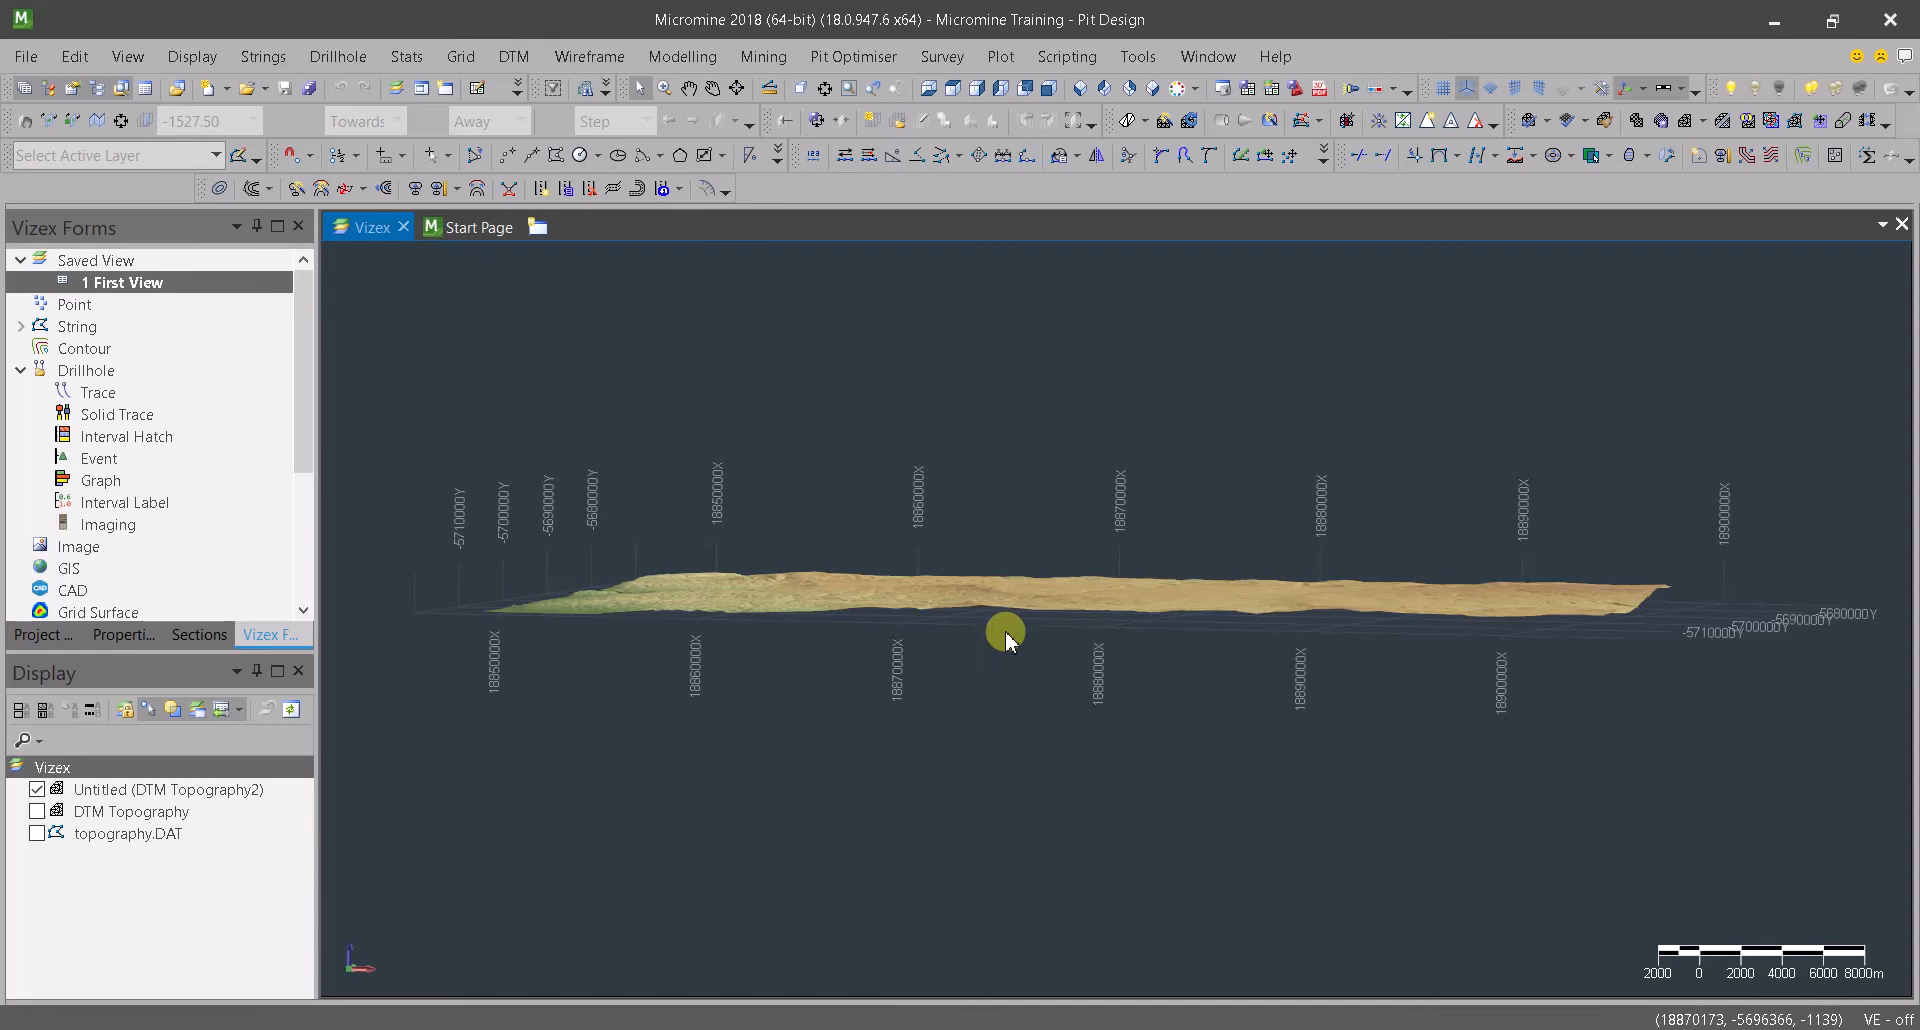 Micromine 2018 (64-bit) (18.0.947.6 x64) - Micromine Training - Pit Design
File Edit View Display Strings Drillhole Stats Grid DTM Wireframe Modelling Mining Pit Optimiser Survey Plot Scripting Tools Window Help
-1527.50 Towards Away Step
Select Active Layer
Vizex Forms
Vizex Start Page
Saved View
1 First View
Point
String
Contour
Drillhole
Trace
Solid Trace
Interval Hatch
Event
Graph
Interval Label
Imaging
Image
GIS
CAD
Grid Surface
Project ... Properti... Sections Vizex F...
Display
Vizex
Untitled (DTM Topography2)
DTM Topography
topography.DAT
-5710000Y -5700000Y -5690000Y -5680000Y 18850000X 18860000X 18870000X 18880000X 18890000X 18900000X
-5710000Y -5700000Y -5690000Y -5680000Y
18850000X 18860000X 18870000X 18880000X 18890000X 18900000X
2000 0 2000 4000 6000 8000m
(18870173, -5696366, -1139) VE - off